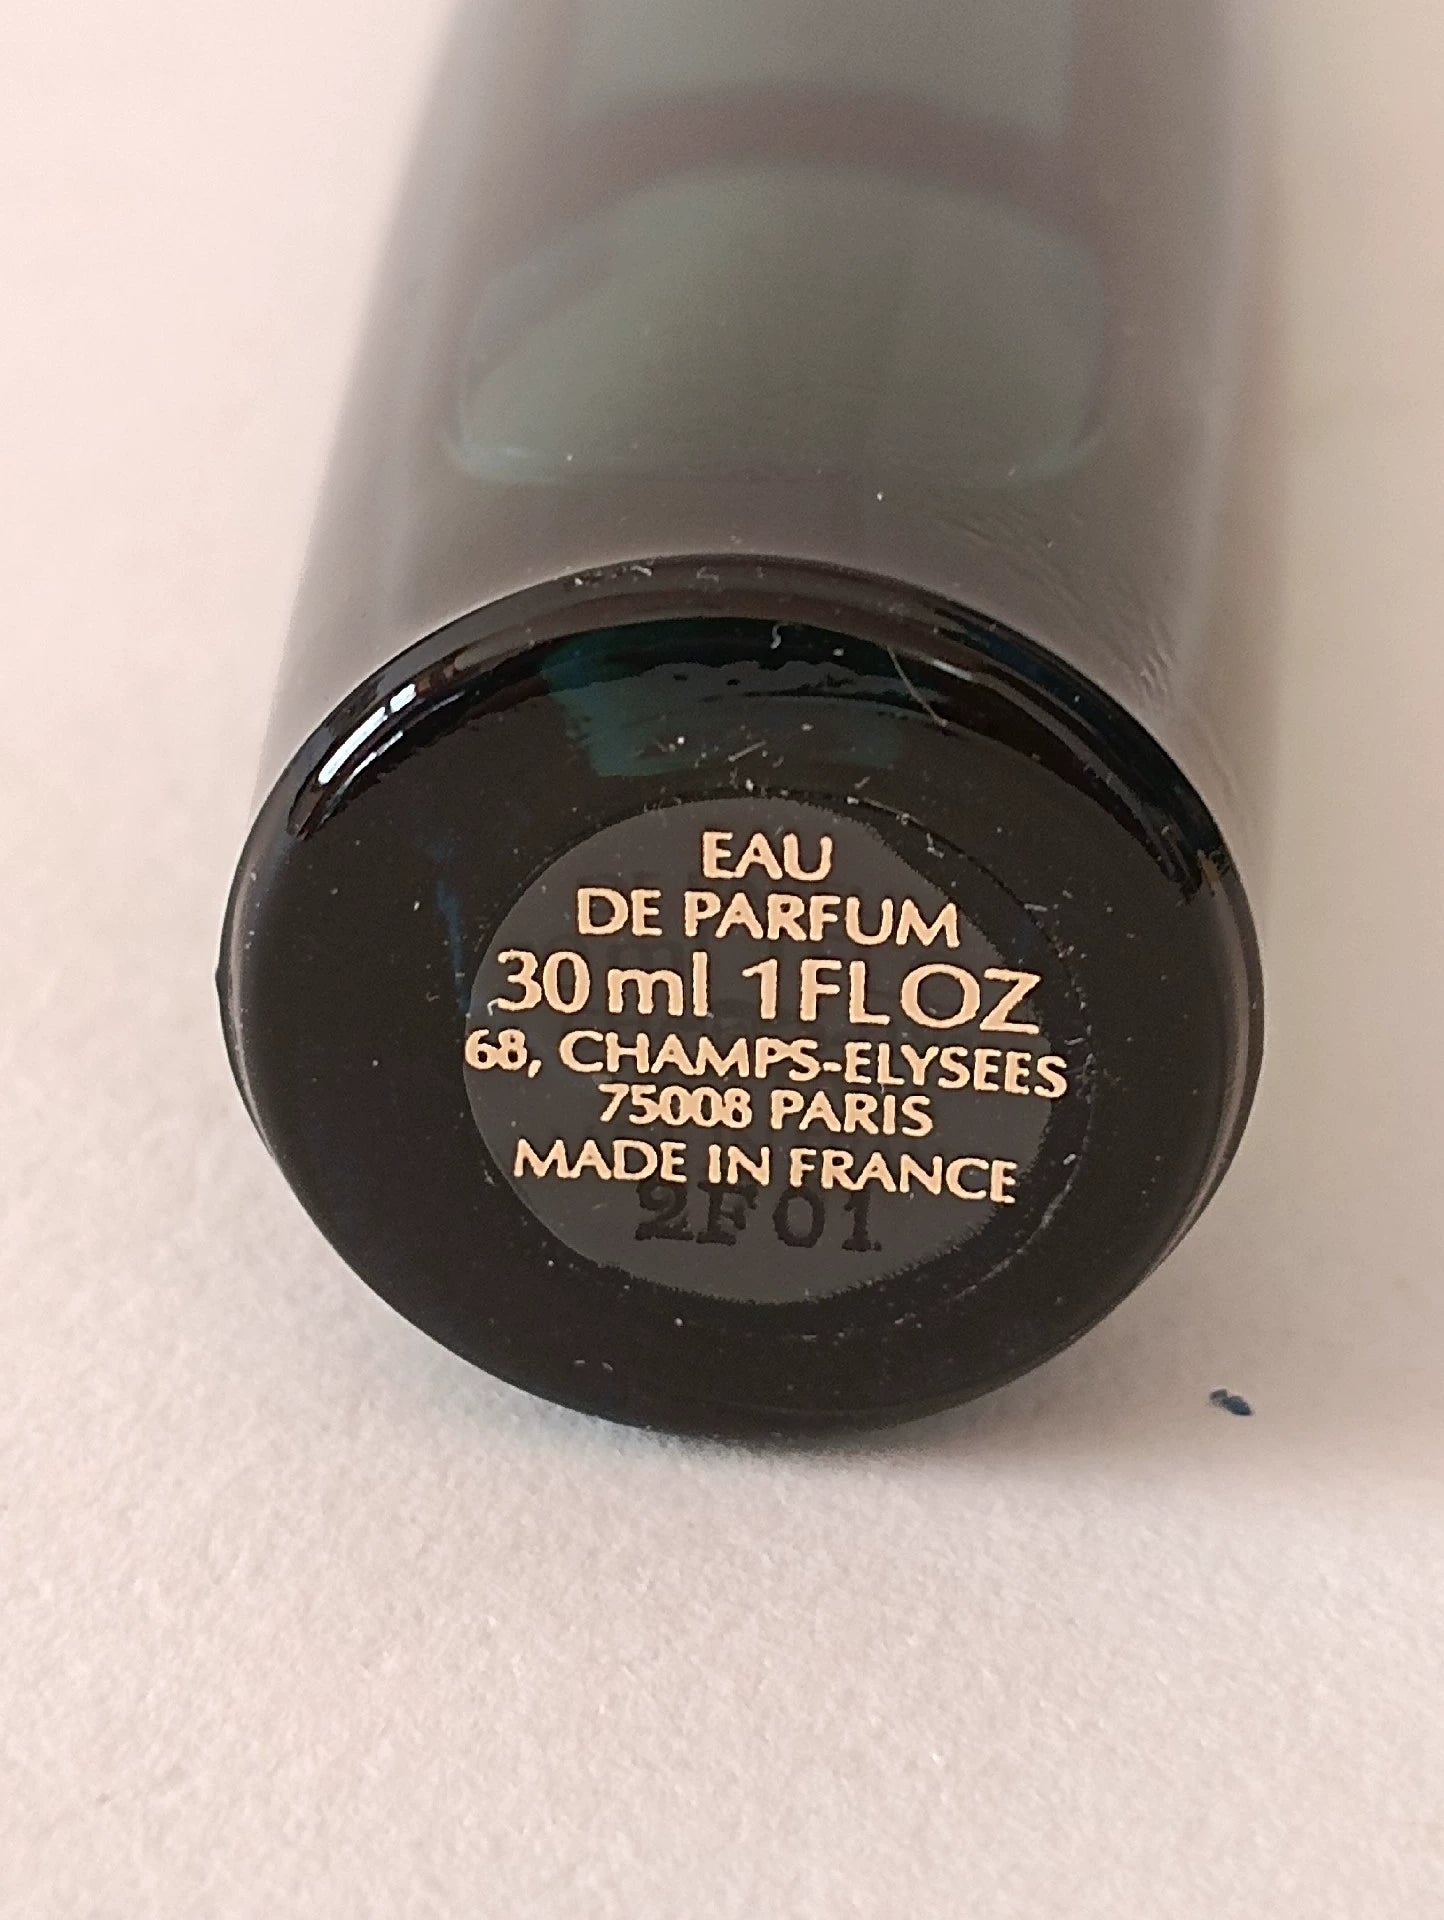 EAU
DE PARFUM
30 ml 1 FL OZ
68, CHAMPS-ELYSEES
75008 PARIS
MADE IN FRANCE
2F01